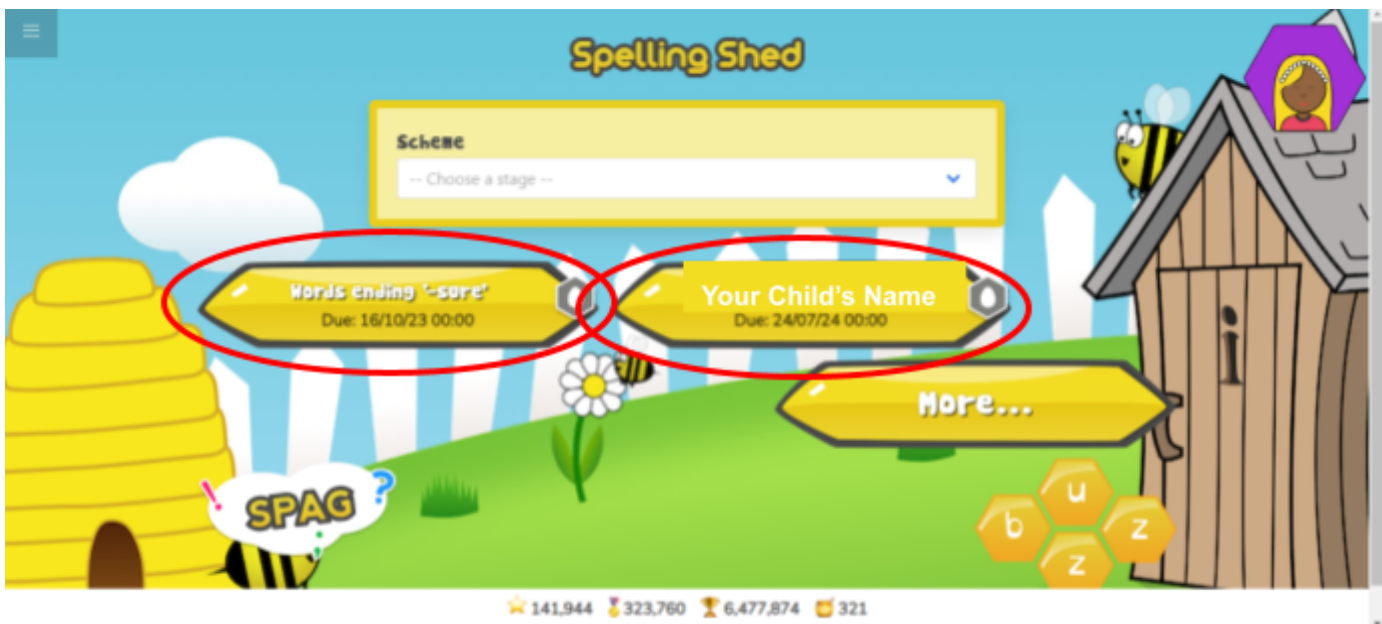 Spelling Shed
Scheme
-- Choose a stage --
Words ending '-sure'
Due: 16/10/23 00:00
Your Child's Name
Due: 24/07/24 00:00
More...
! SPAG ? ;
i
u
b z
z
141,944 323,760 6,477,874 321